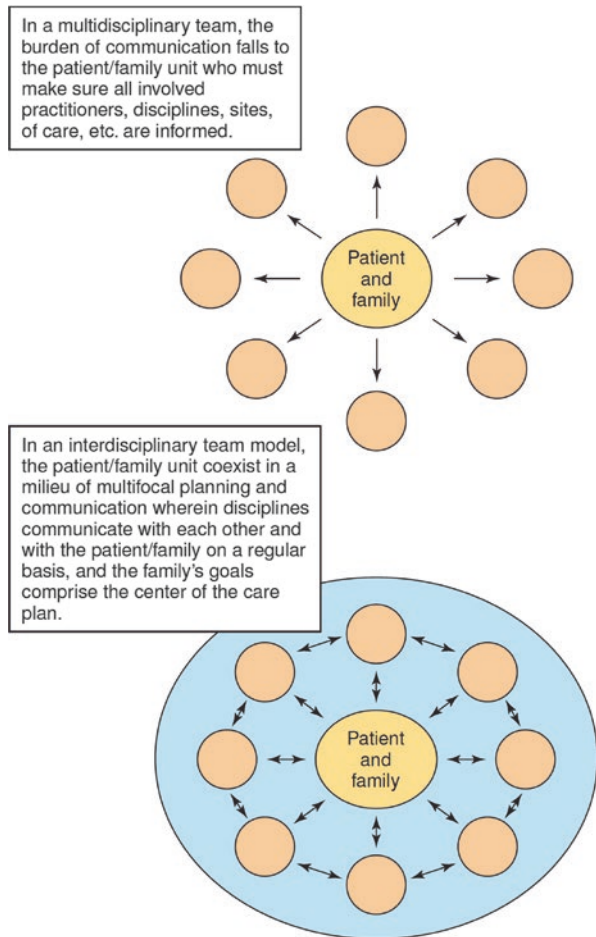 In a multidisciplinary team, the
burden of communication falls to
the patient/family unit who must
make sure all involved
practitioners, disciplines, sites,
of care, etc. are informed.
Patient
and
family
In an interdisciplinary team model,
the patient/family unit coexist in a
milieu of multifocal planning and
communication wherein disciplines
communicate with each other and
with the patient/family on a regular
basis, and the family's goals
comprise the center of the care
plan.
Patient
and
family